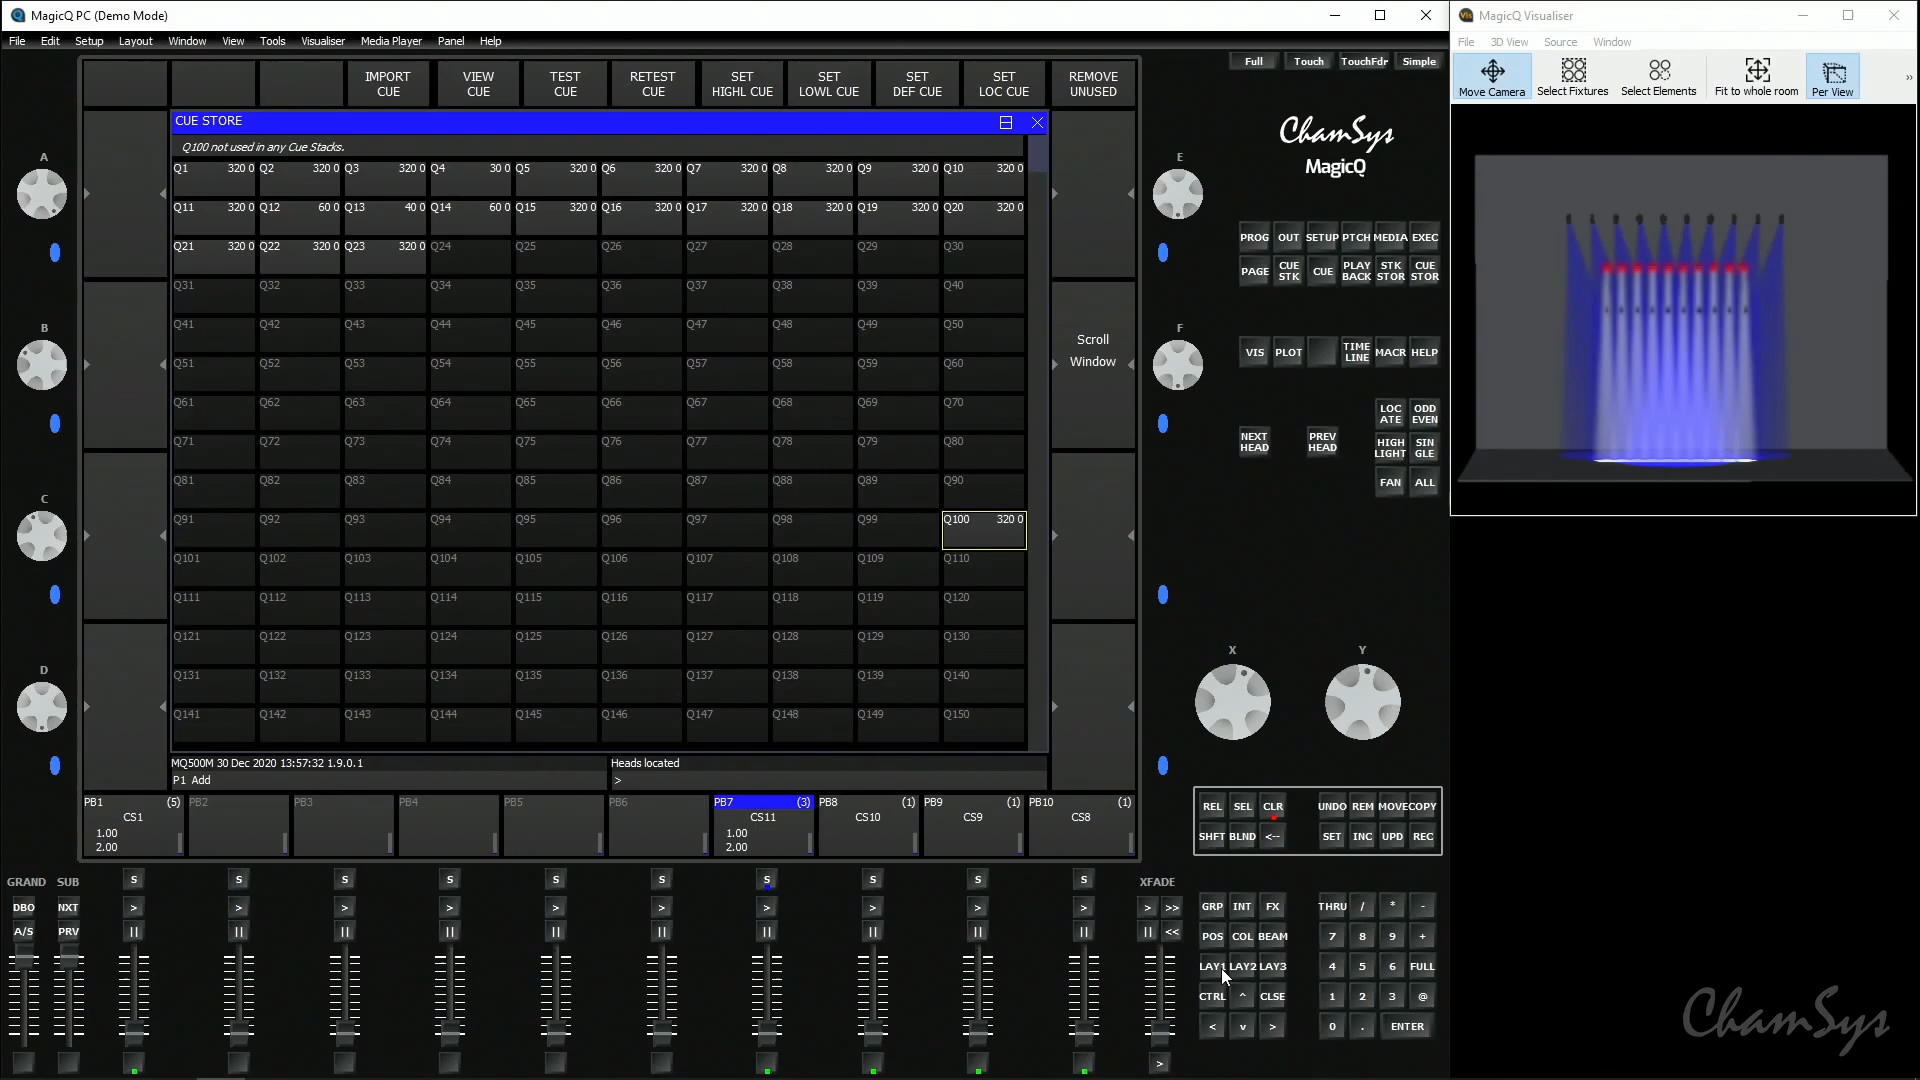 MagicQ PC (Demo Mode)
File Edit Setup Layout Window View Tools Visualiser Media Player Panel Help
IMPORT CUE
VIEW CUE
TEST CUE
RETEST CUE
SET HIGHL CUE
SET LOWL CUE
SET DEF CUE
SET LOC CUE
REMOVE UNUSED
CUE STORE
Q100 not used in any Cue Stacks.
Q1 320 0 Q2 320 0 Q3 320 0 Q4 30 0 Q5 320 0 Q6 320 0 Q7 320 0 Q8 320 0 Q9 320 0 Q10 320 0
Q11 320 0 Q12 60 0 Q13 40 0 Q14 60 0 Q15 320 0 Q16 320 0 Q17 320 0 Q18 320 0 Q19 320 0 Q20 320 0
Q21 320 0 Q22 320 0 Q23 320 0 Q24 Q25 Q26 Q27 Q28 Q29 Q30
Q31 Q32 Q33 Q34 Q35 Q36 Q37 Q38 Q39 Q40
Q41 Q42 Q43 Q44 Q45 Q46 Q47 Q48 Q49 Q50
Q51 Q52 Q53 Q54 Q55 Q56 Q57 Q58 Q59 Q60
Q61 Q62 Q63 Q64 Q65 Q66 Q67 Q68 Q69 Q70
Q71 Q72 Q73 Q74 Q75 Q76 Q77 Q78 Q79 Q80
Q81 Q82 Q83 Q84 Q85 Q86 Q87 Q88 Q89 Q90
Q91 Q92 Q93 Q94 Q95 Q96 Q97 Q98 Q99 Q100 320 0
Q101 Q102 Q103 Q104 Q105 Q106 Q107 Q108 Q109 Q110
Q111 Q112 Q113 Q114 Q115 Q116 Q117 Q118 Q119 Q120
Q121 Q122 Q123 Q124 Q125 Q126 Q127 Q128 Q129 Q130
Q131 Q132 Q133 Q134 Q135 Q136 Q137 Q138 Q139 Q140
Q141 Q142 Q143 Q144 Q145 Q146 Q147 Q148 Q149 Q150
Scroll
Window
MQ500M 30 Dec 2020 13:57:32 1.9.0.1
Heads located
P1 Add
>
PB1 (5) PB2 PB3 PB4 PB5 PB6 PB7 (3) PB8 (1) PB9 (1) PB10 (1)
CS1 CS11 CS10 CS9 CS8
1.00 1.00
2.00 2.00
A
B
C
D
E
F
X Y
GRAND SUB XFADE
S S S S S S S S S S
DBO NXT > > > > > > > > > > > >>
A/S PRV || || || || || || || || || || || <<
>
Full Touch TouchFdr Simple
ChamSys
MagicQ
PROG OUT SETUP PTCH MEDIA EXEC
PAGE CUE STK CUE PLAY BACK STK STOR CUE STOR
VIS PLOT TIME LINE MACR HELP
LOC ATE ODD EVEN
NEXT HEAD PREV HEAD HIGH LIGHT SIN GLE
FAN ALL
REL SEL CLR UNDO REM MOVE COPY
SHFT BLND <-- SET INC UPD REC
GRP INT FX THRU / * -
POS COL BEAM 7 8 9 +
LAY1 LAY2 LAY3 4 5 6 FULL
CTRL ^ CLSE 1 2 3 @
< v > 0 . ENTER
MagicQ Visualiser
File 3D View Source Window
Move Camera Select Fixtures Select Elements Fit to whole room Per View
»
ChamSys